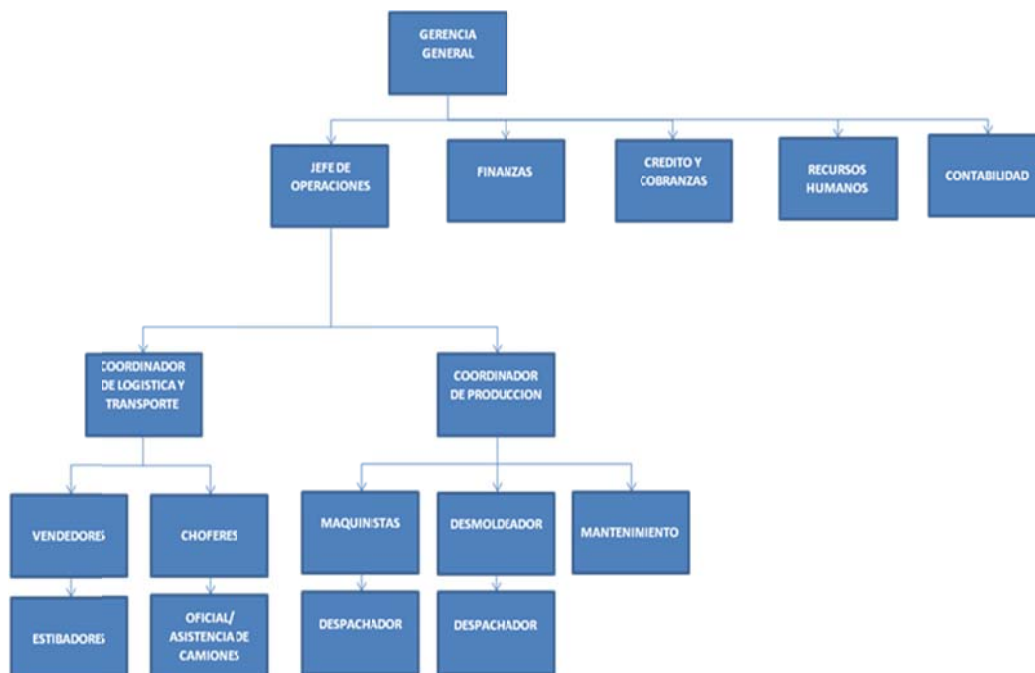 GERENCIA
GENERAL
JEFE DE
OPERACIONES
FINANZAS
CREDITO Y
COBRANZAS
RECURSOS
HUMANOS
CONTABILIDAD
COORDINADOR
DE LOGISTICA Y
TRANSPORTE
COORDINADOR
DE PRODUCCION
VENDEDORES
CHOFERES
MAQUINISTAS
DESMOLDEADOR
MANTENIMIENTO
ESTIBADORES
OFICIAL/
ASISTENCIA DE
CAMIONES
DESPACHADOR
DESPACHADOR